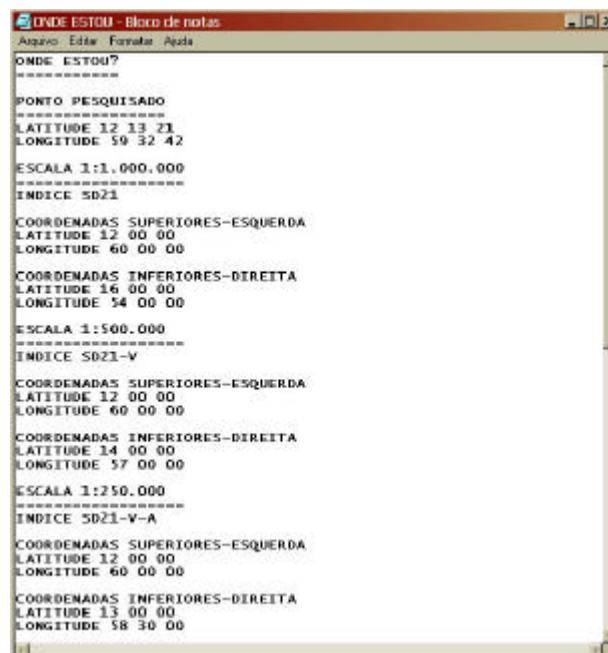 ONDE ESTOU - Bloco de notas
Arquivo Editar Formatar Ajuda
ONDE ESTOU?
===========
PONTO PESQUISADO
================
LATITUDE 12 13 21
LONGITUDE 59 32 42
ESCALA 1:1.000.000
==================
INDICE SD21
COORDENADAS SUPERIORES-ESQUERDA
LATITUDE 12 00 00
LONGITUDE 60 00 00
COORDENADAS INFERIORES-DIREITA
LATITUDE 16 00 00
LONGITUDE 54 00 00
ESCALA 1:500.000
==================
INDICE SD21-V
COORDENADAS SUPERIORES-ESQUERDA
LATITUDE 12 00 00
LONGITUDE 60 00 00
COORDENADAS INFERIORES-DIREITA
LATITUDE 14 00 00
LONGITUDE 57 00 00
ESCALA 1:250.000
==================
INDICE SD21-V-A
COORDENADAS SUPERIORES-ESQUERDA
LATITUDE 12 00 00
LONGITUDE 60 00 00
COORDENADAS INFERIORES-DIREITA
LATITUDE 13 00 00
LONGITUDE 58 30 00